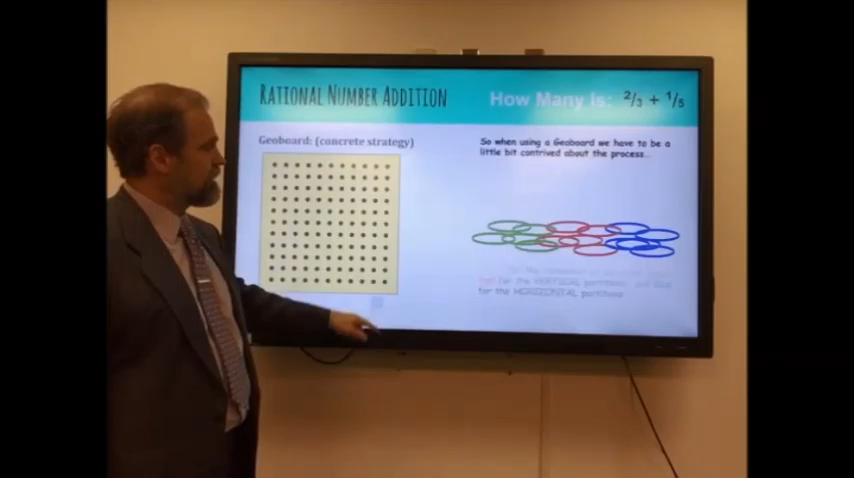 RATIONAL NUMBER ADDITION
How Many Is: 2/3 + 1/5
Geoboard: (concrete strategy)
So when using a Geoboard we have to be a
little bit contrived about the process...
for the VERTICAL partitions, and
for the HORIZONTAL partitions